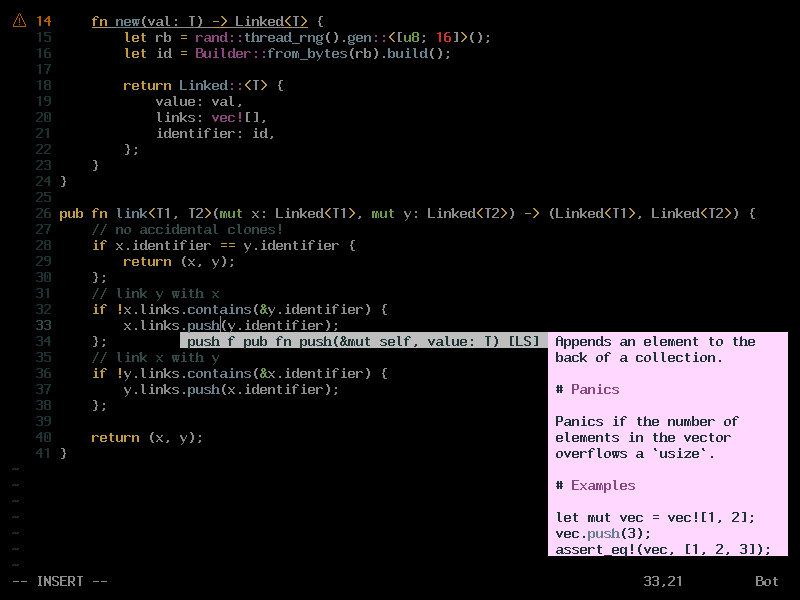 ⚠ 14     fn new(val: T) -> Linked<T> {
15         let rb = rand::thread_rng().gen::<[u8; 16]>();
16         let id = Builder::from_bytes(rb).build();
17
18         return Linked::<T> {
19             value: val,
20             links: vec![],
21             identifier: id,
22         };
23     }
24 }
25
26 pub fn link<T1, T2>(mut x: Linked<T1>, mut y: Linked<T2>) -> (Linked<T1>, Linked<T2>) {
27     // no accidental clones!
28     if x.identifier == y.identifier {
29         return (x, y);
30     };
31     // link y with x
32     if !x.links.contains(&y.identifier) {
33         x.links.push(y.identifier);
34     };
push f pub fn push(&mut self, value: T) [LS]
35     // link x with y
36     if !y.links.contains(&x.identifier) {
37         y.links.push(x.identifier);
38     };
39
40     return (x, y);
41 }
Appends an element to the
back of a collection.
# Panics
Panics if the number of
elements in the vector
overflows a `usize`.
# Examples
let mut vec = vec![1, 2];
vec.push(3);
assert_eq!(vec, [1, 2, 3]);
~
~
~
~
~
~
~
-- INSERT -- 33,21 Bot